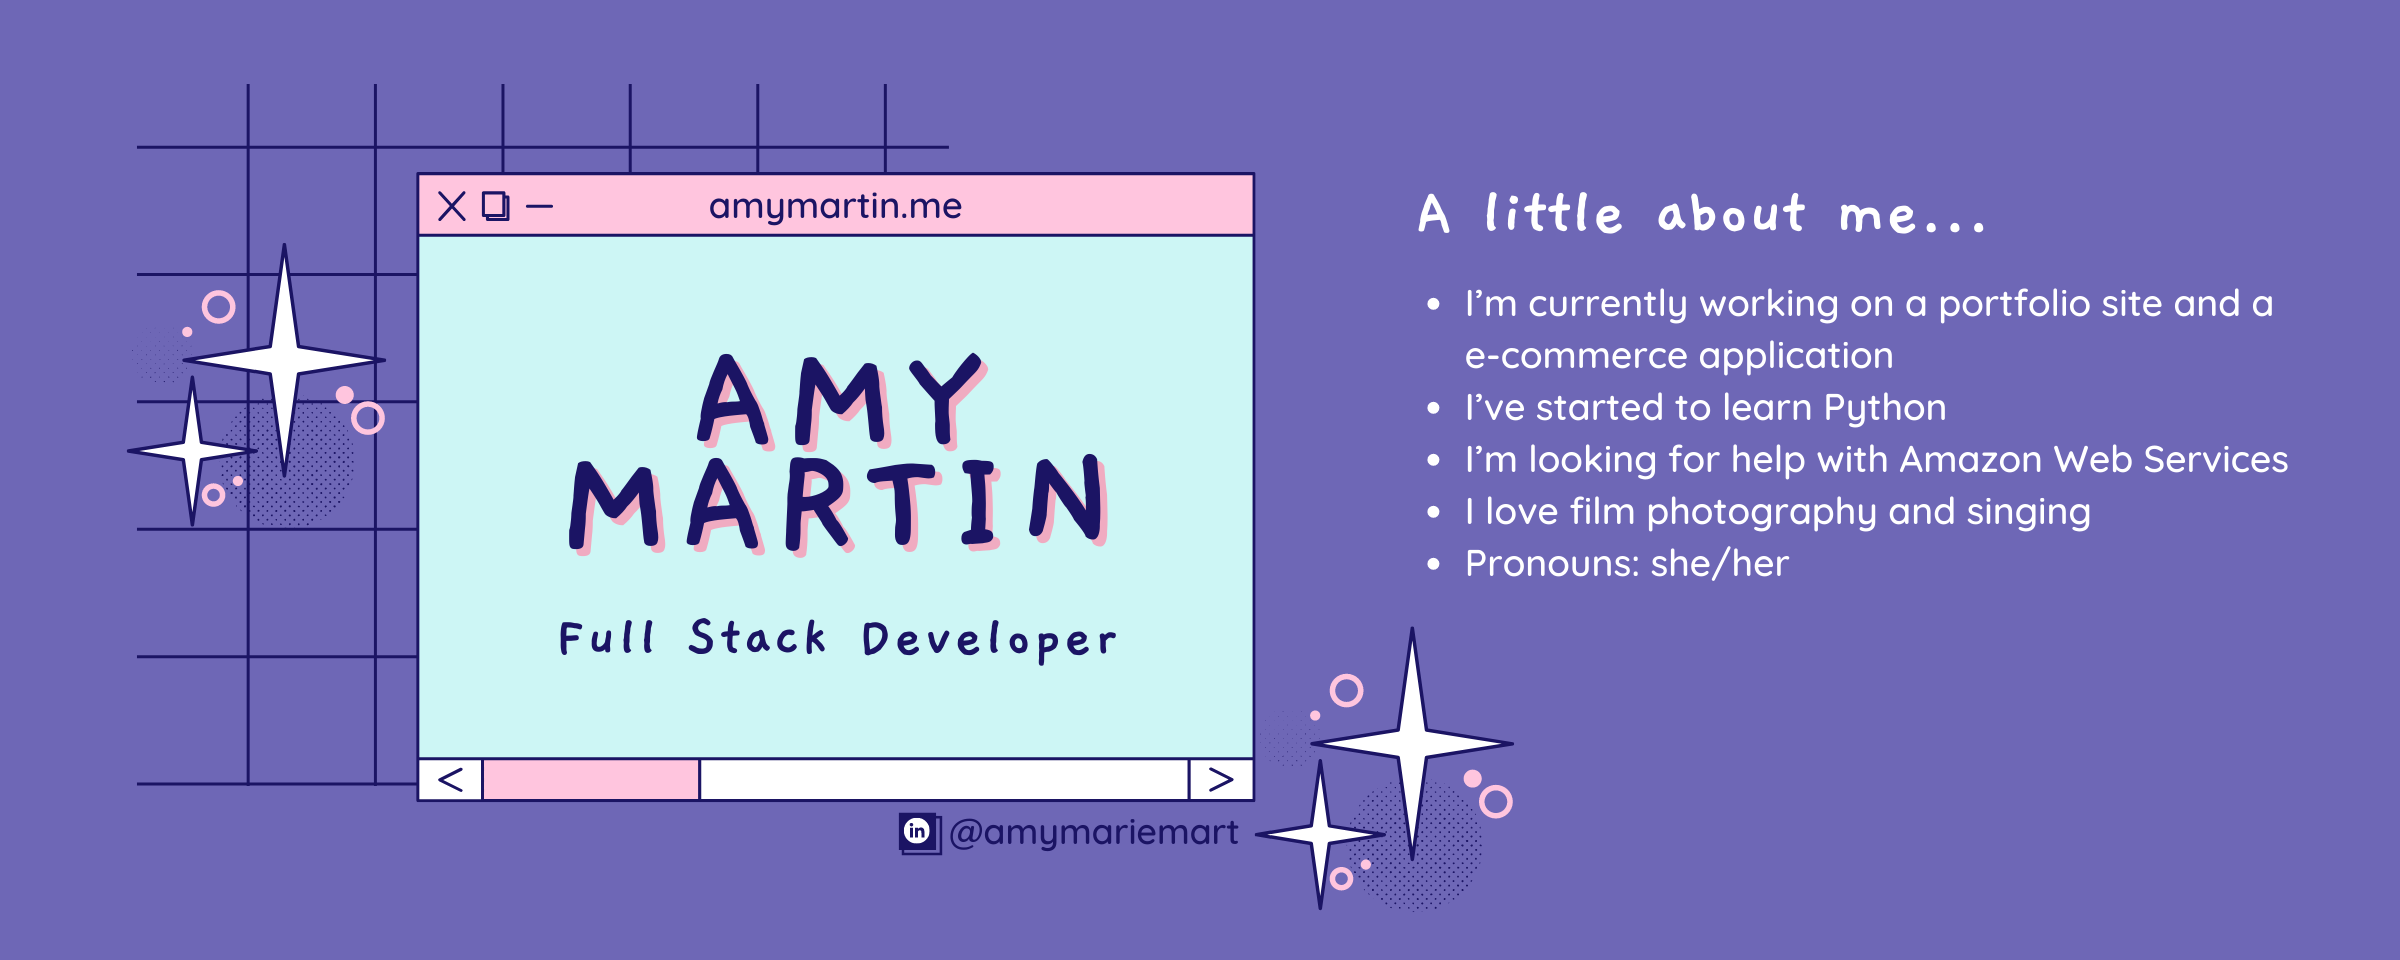 amymartin.me
AMY
MARTIN
Full Stack Developer
< >
in @amymariemart
A little about me...
• I’m currently working on a portfolio site and a
e-commerce application
• I’ve started to learn Python
• I’m looking for help with Amazon Web Services
• I love film photography and singing
• Pronouns: she/her